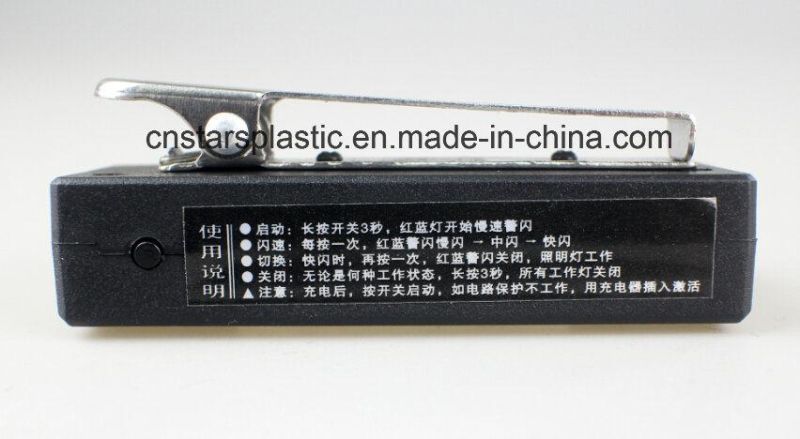 cnstarsplastic.en.made-in-china.com
使用说明
● 启动：长按开关3秒，红蓝灯开始慢速警闪
● 闪速：每按一次，红蓝警闪慢闪 → 中闪 → 快闪
● 切换：快闪时，再按一次，红蓝警闪关闭，照明灯工作
● 关闭：无论是何种工作状态，长按3秒，所有工作灯关闭
▲ 注意：充电后，按开关启动，如电路保护不工作，用充电器插入激活